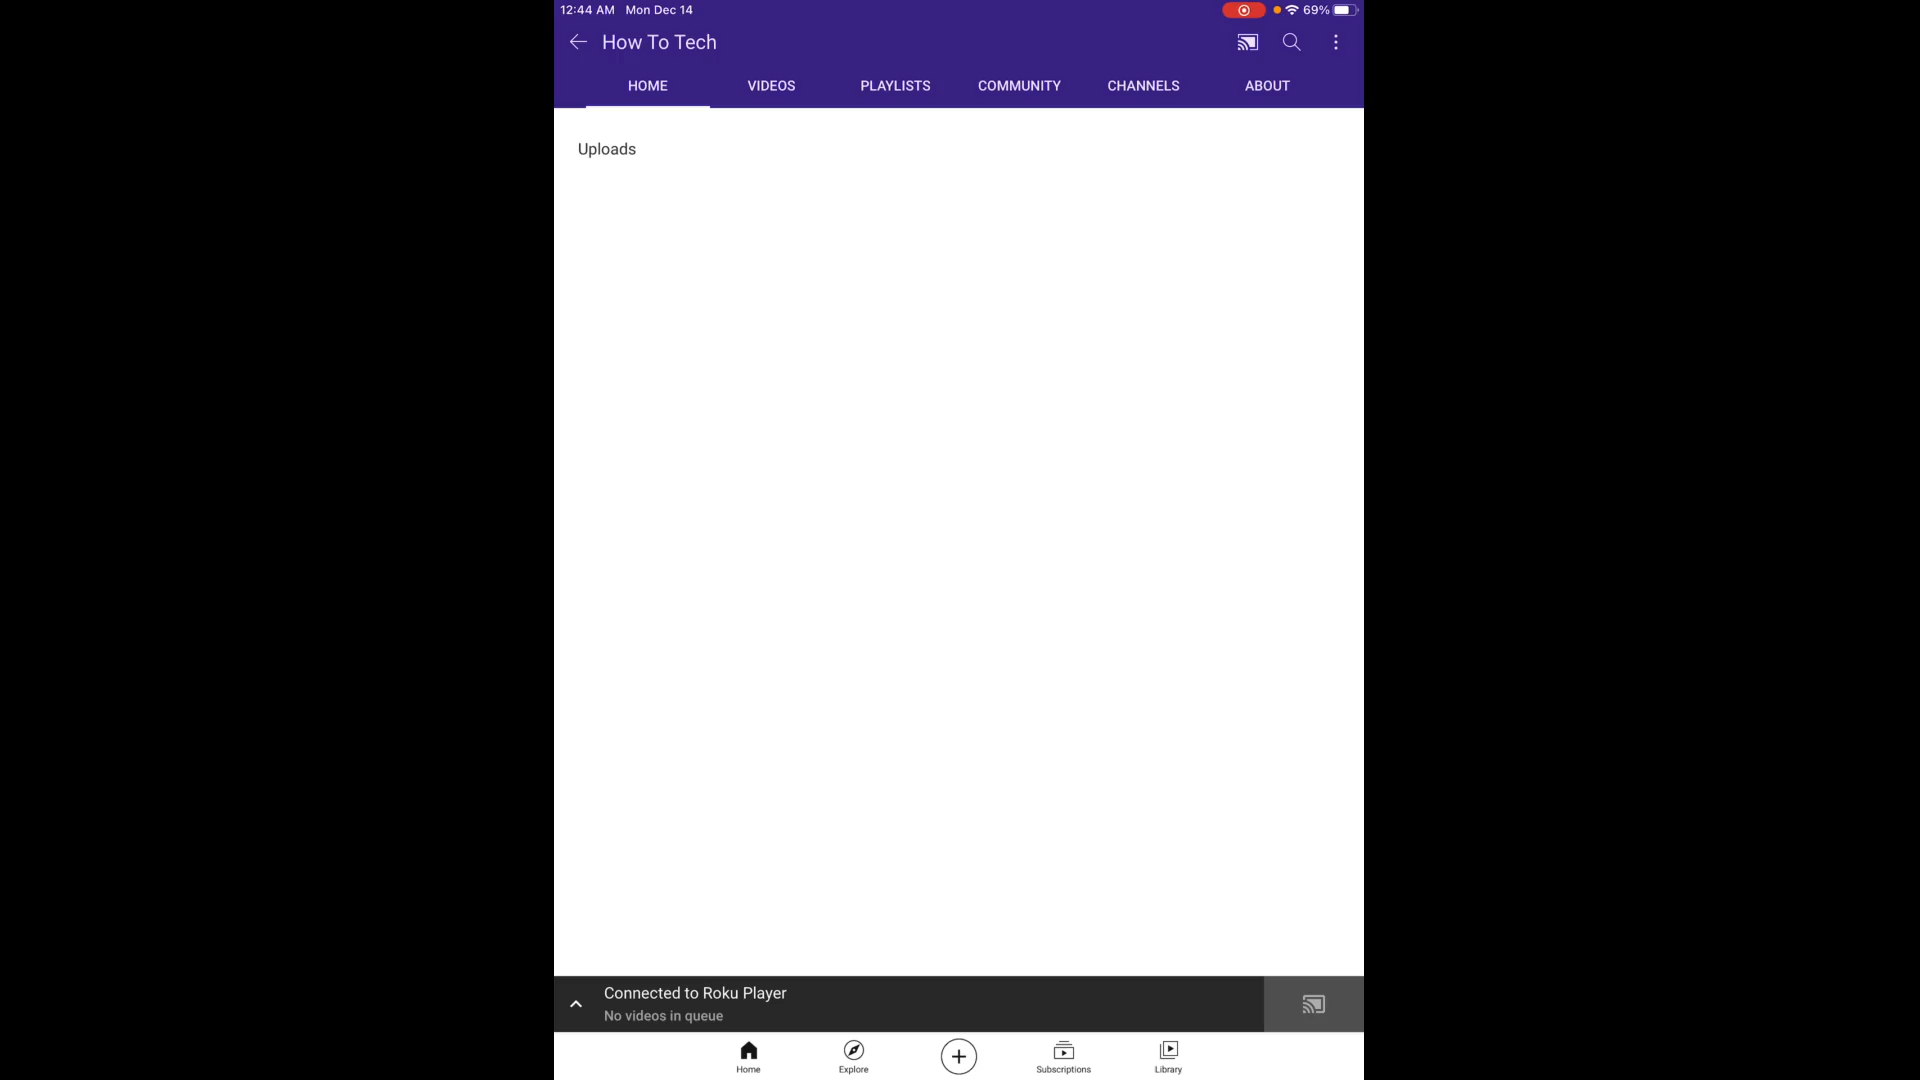 12:44 AM Mon Dec 14
69%
How To Tech
HOME VIDEOS PLAYLISTS COMMUNITY CHANNELS ABOUT
Uploads
Connected to Roku Player
No videos in queue
Home Explore Subscriptions Library